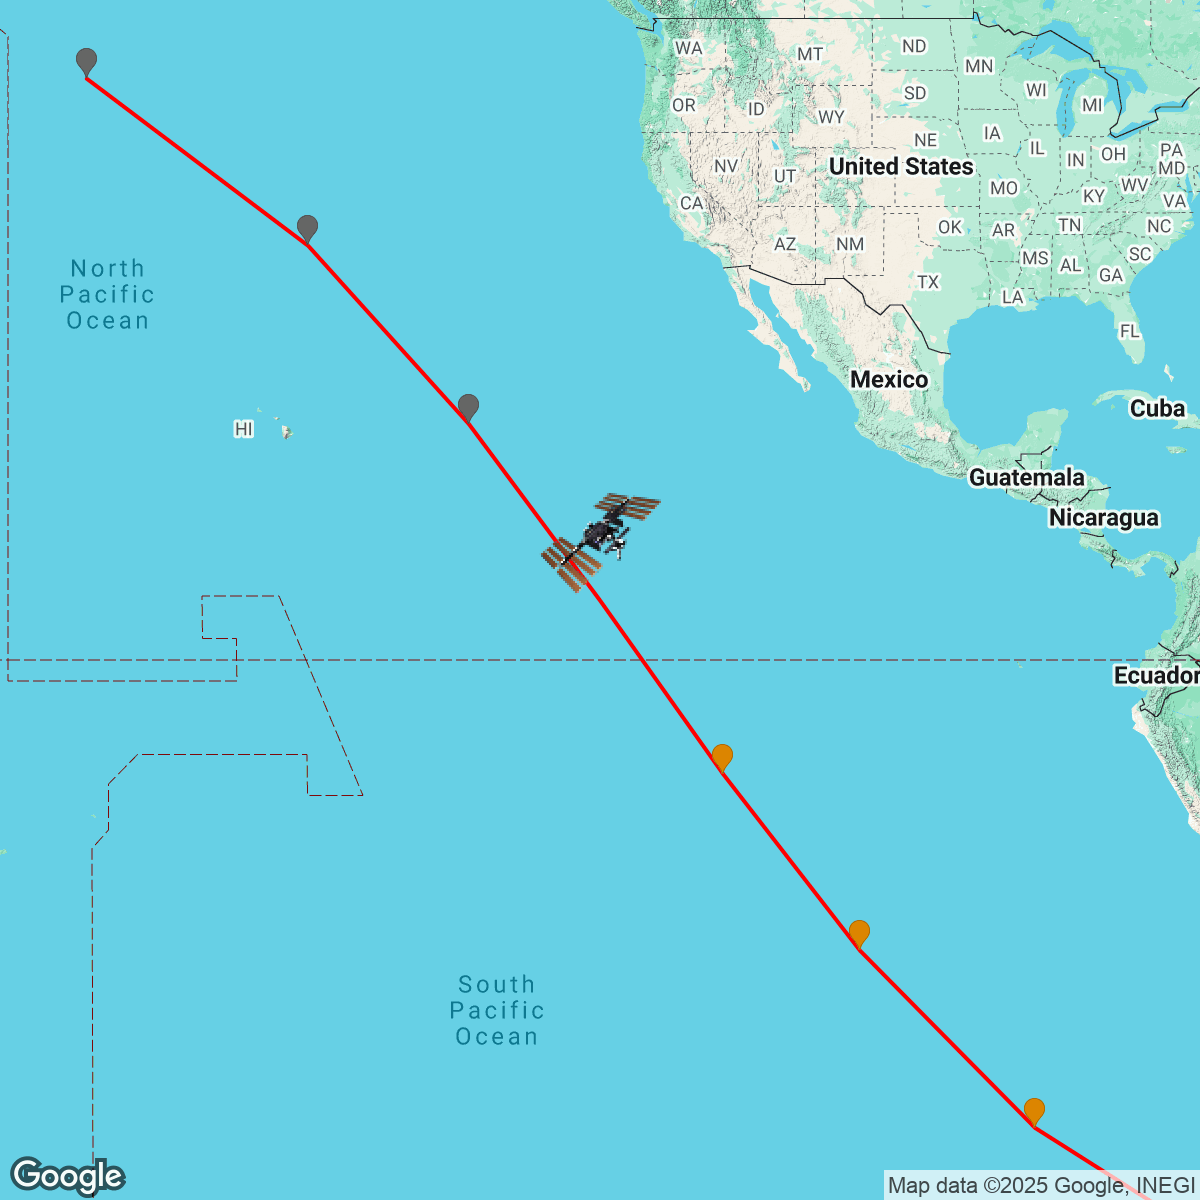 WA
MT
ND
MN
OR
ID
SD
WI
MI
WY
NE
IA
NV
UT
United States
IL
IN
OH
PA
MD
CA
MO
KY
WV
VA
AZ
NM
OK
AR
TN
NC
TX
MS
AL
GA
SC
LA
FL
North
Pacific
Ocean
HI
Mexico
Cuba
Guatemala
Nicaragua
Ecuador
South
Pacific
Ocean
Google
Map data ©2025 Google, INEGI